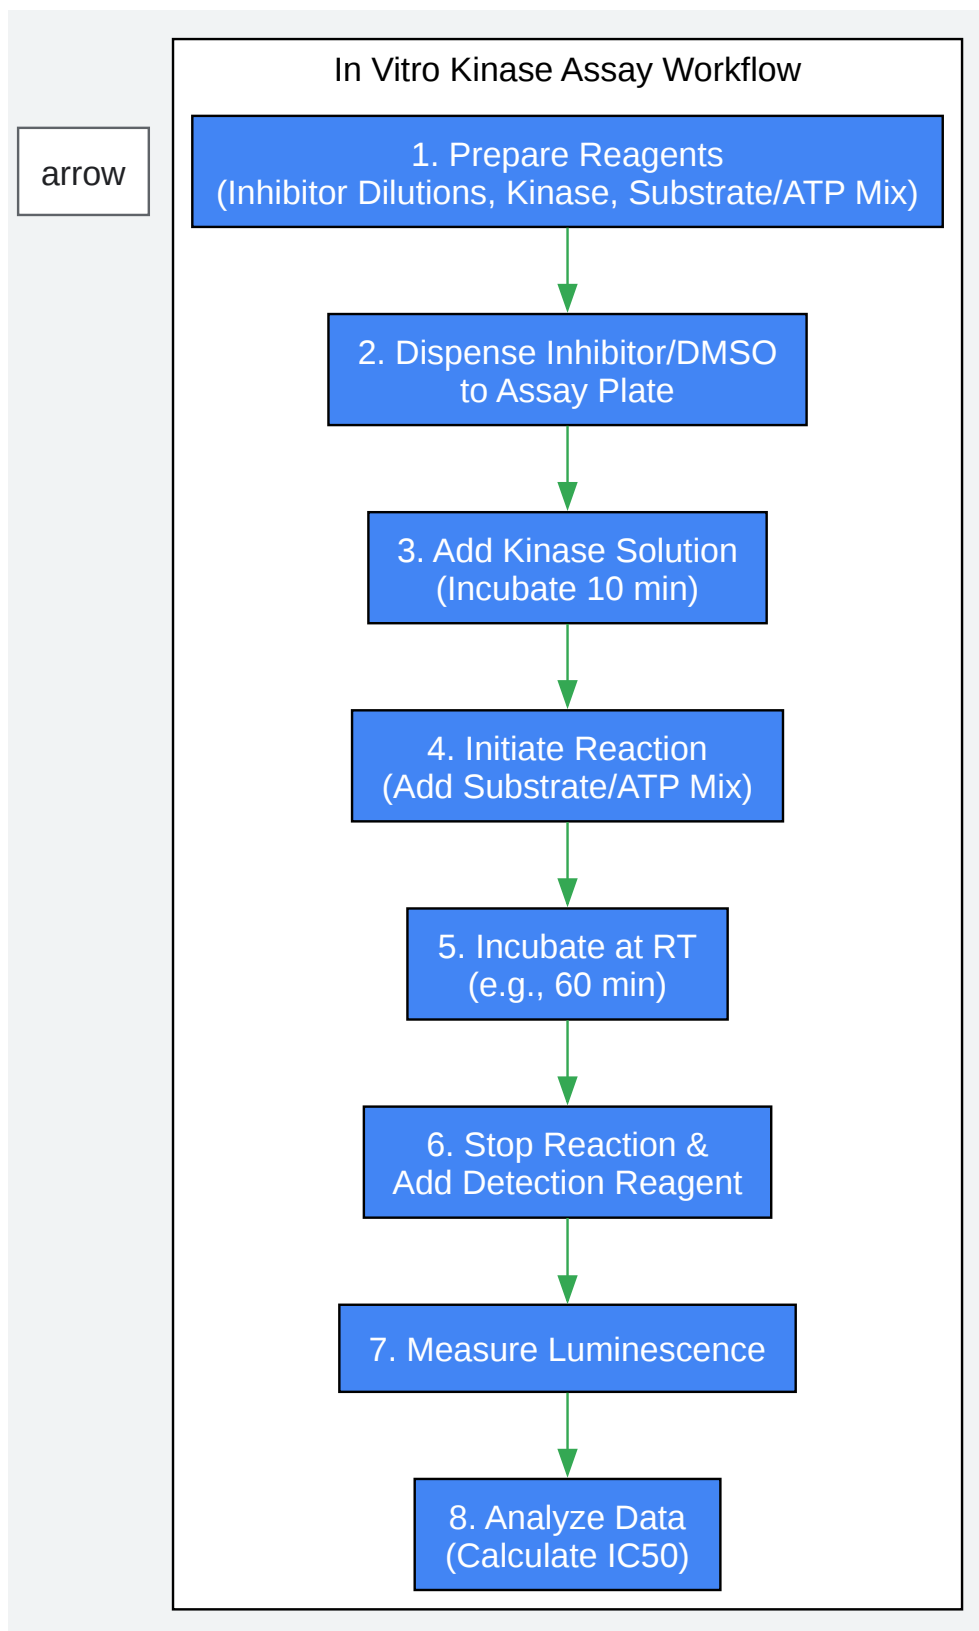 In Vitro Kinase Assay Workflow
arrow
1. Prepare Reagents
(Inhibitor Dilutions, Kinase, Substrate/ATP Mix)
2. Dispense Inhibitor/DMSO
to Assay Plate
3. Add Kinase Solution
(Incubate 10 min)
4. Initiate Reaction
(Add Substrate/ATP Mix)
5. Incubate at RT
(e.g., 60 min)
6. Stop Reaction &
Add Detection Reagent
7. Measure Luminescence
8. Analyze Data
(Calculate IC50)